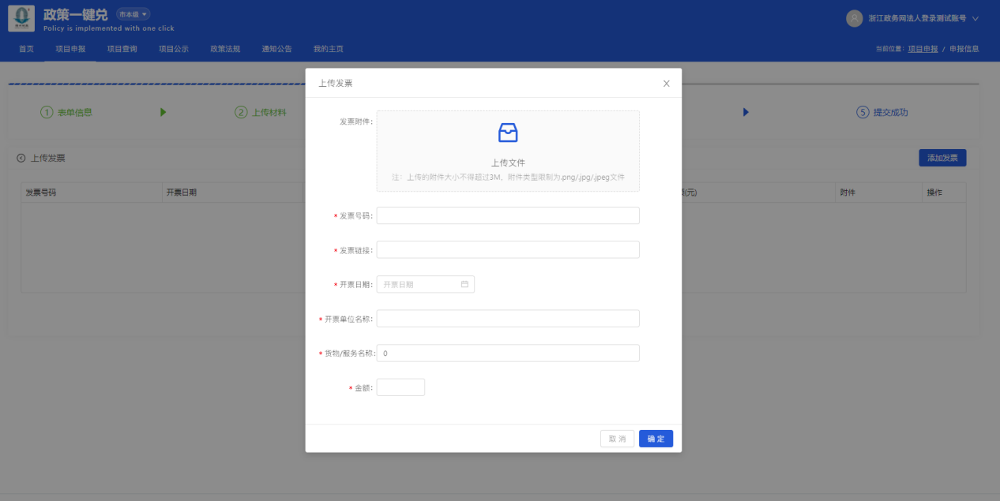 政策一键兑 市本级
Policy is implemented with one click
浙江政务网法人登录测试账号
首页 项目申报 项目查询 项目公示 政策法规 通知公告 我的主页
当前位置： 项目申报 / 申报信息
上传发票
1 表单信息
2 上传材料
5 提交成功
上传发票
添加发票
发票号码 开票日期
(元) 附件 操作
发票附件：
上传文件
注：上传的附件大小不得超过3M，附件类型限制为.png/.jpg/.jpeg文件
* 发票号码：
* 发票链接：
* 开票日期： 开票日期
* 开票单位名称：
* 货物/服务名称： 0
* 金额：
取 消 确 定